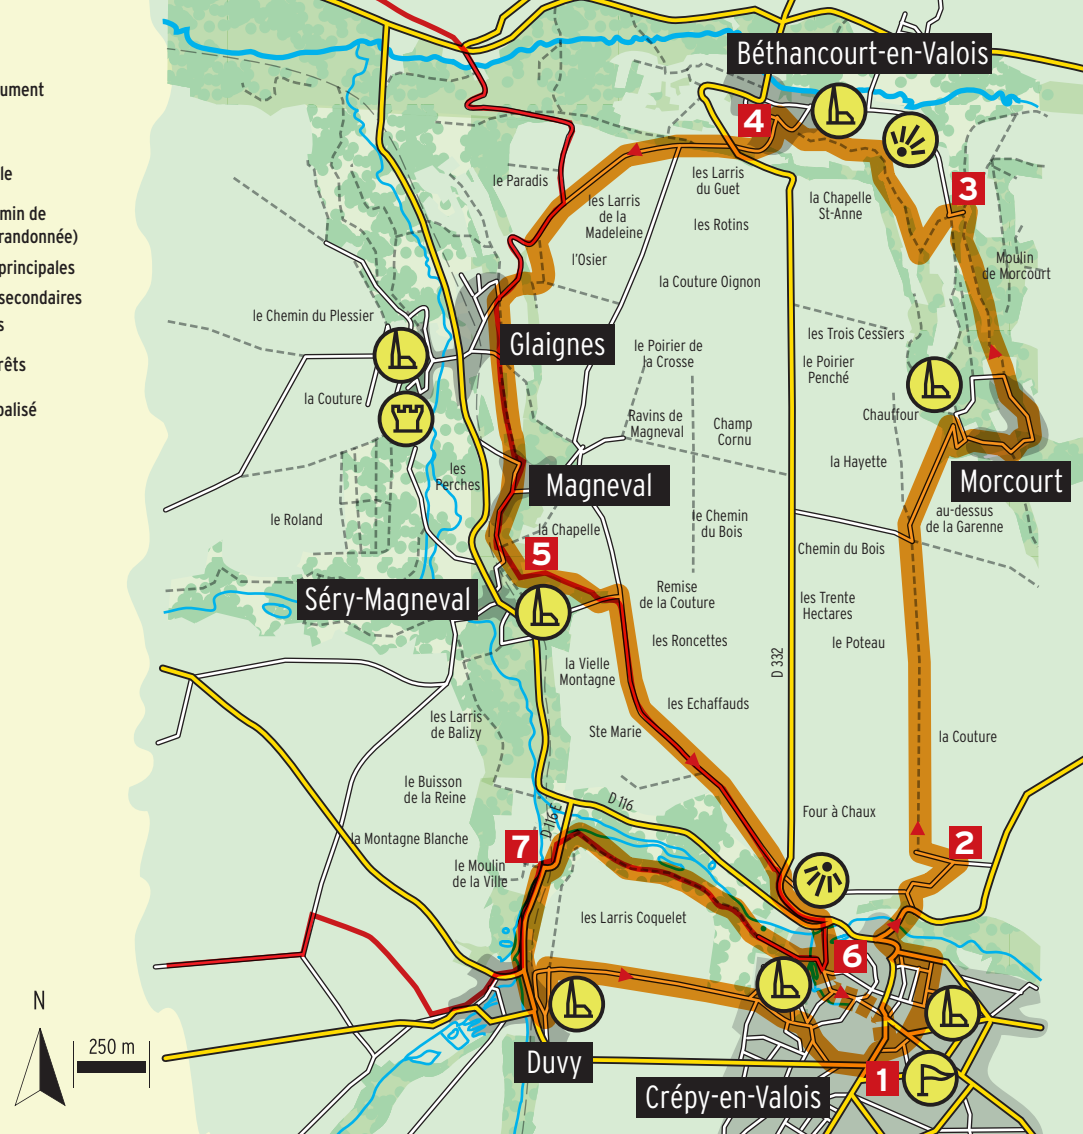 ument
le
min de
randonnée)
principales
secondaires
s
rêts
balisé
Béthancourt-en-Valois
4
3
le Paradis
les Larris
du Guet
les Larris
de la
Madeleine
les Rotins
la Chapelle
St-Anne
l'Osier
la Couture Oignon
Moulin
de Morcourt
le Chemin du Plessier
Glaignes
le Poirier de
la Crosse
les Trois Cessiers
le Poirier
Penché
la Couture
Ravins de
Magneval
Champ
Cornu
Chauffour
les
Perches
la Hayette
Magneval
Morcourt
le Roland
la Chapelle
le Chemin
du Bois
au-dessus
de la Garenne
5
Chemin du Bois
Séry-Magneval
Remise
de la Couture
les Trente
Hectares
les Roncettes
le Poteau
D 332
la Vielle
Montagne
les Echaffauds
les Larris
de Balizy
Ste Marie
la Couture
le Buisson
de la Reine
D 116
D 116 E
Four à Chaux
la Montagne Blanche
7
2
le Moulin
de la Ville
les Larris Coquelet
6
N
250 m
Duvy
1
Crépy-en-Valois